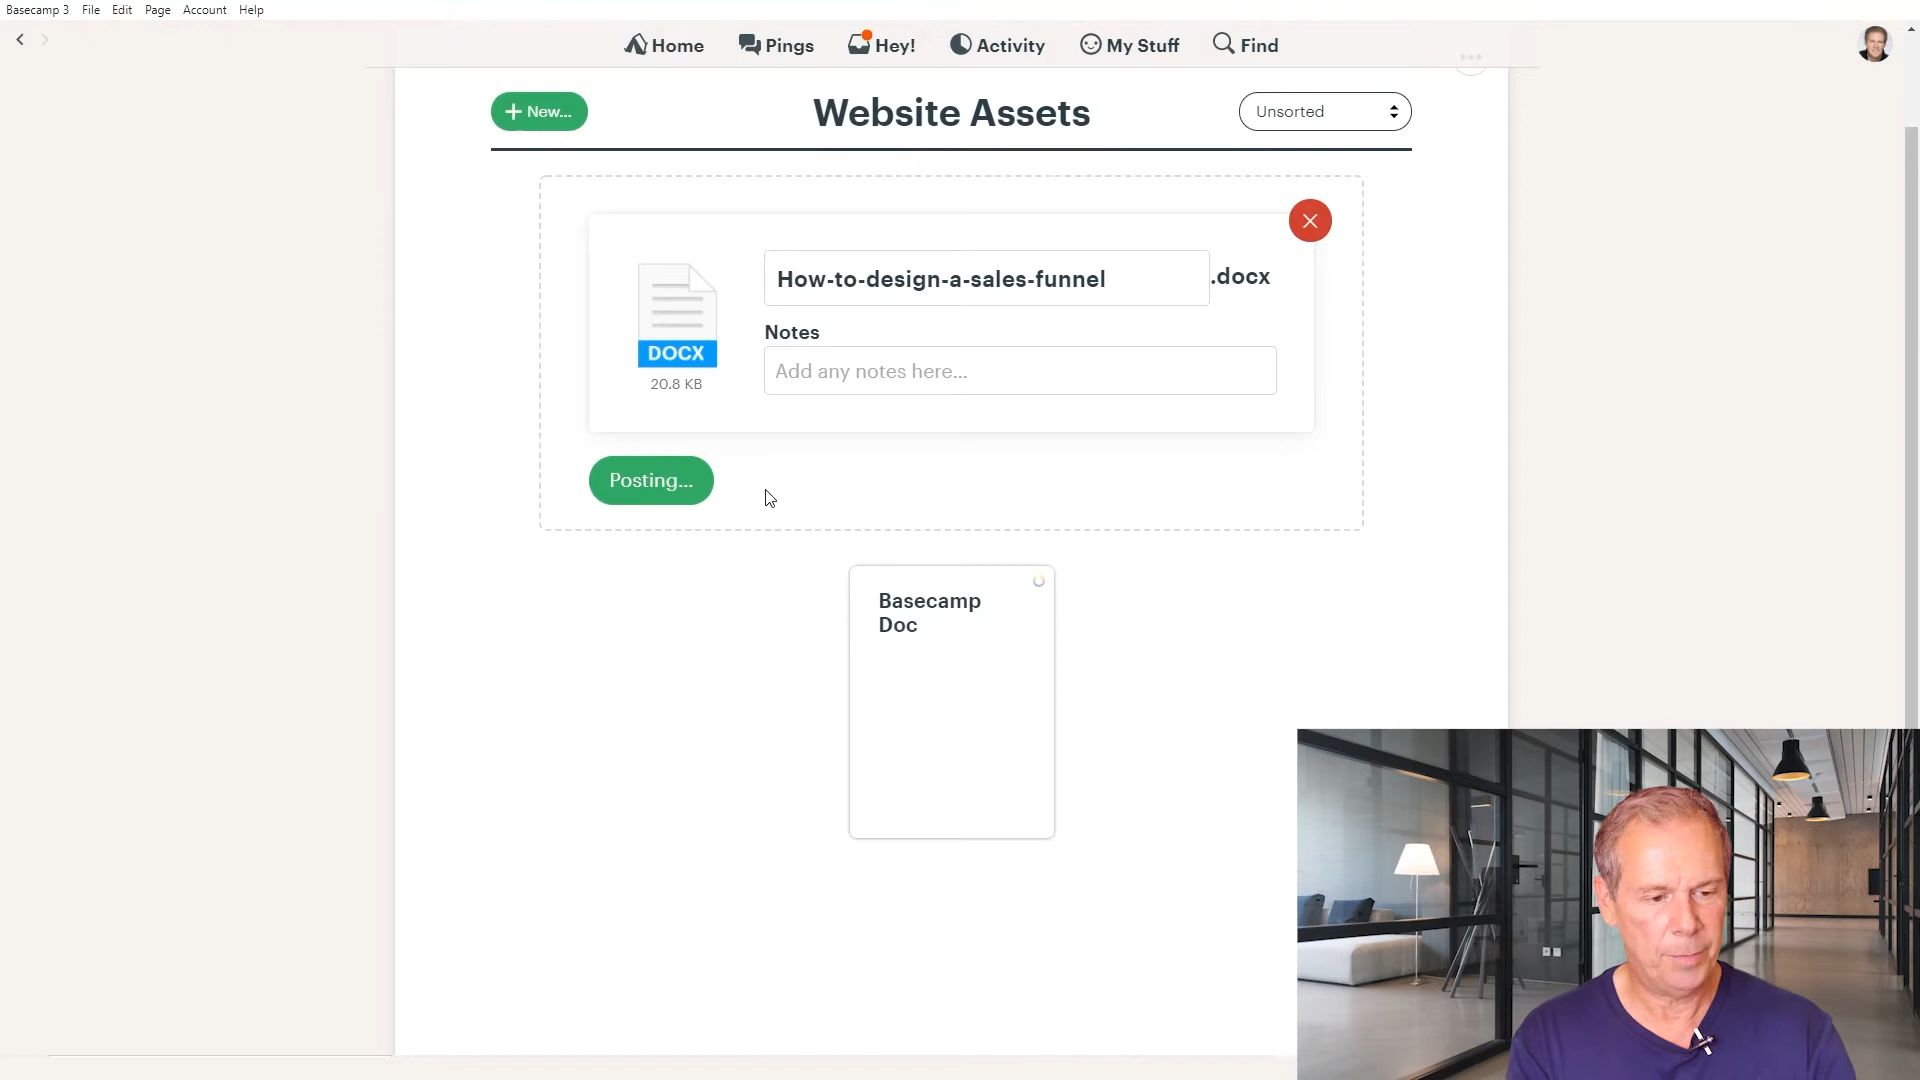 Basecamp 3 File Edit Page Account Help
Home Pings Hey! Activity My Stuff Find
+ New... Website Assets Unsorted
How-to-design-a-sales-funnel .docx
DOCX
20.8 KB
Notes
Add any notes here...
Posting...
Basecamp
Doc